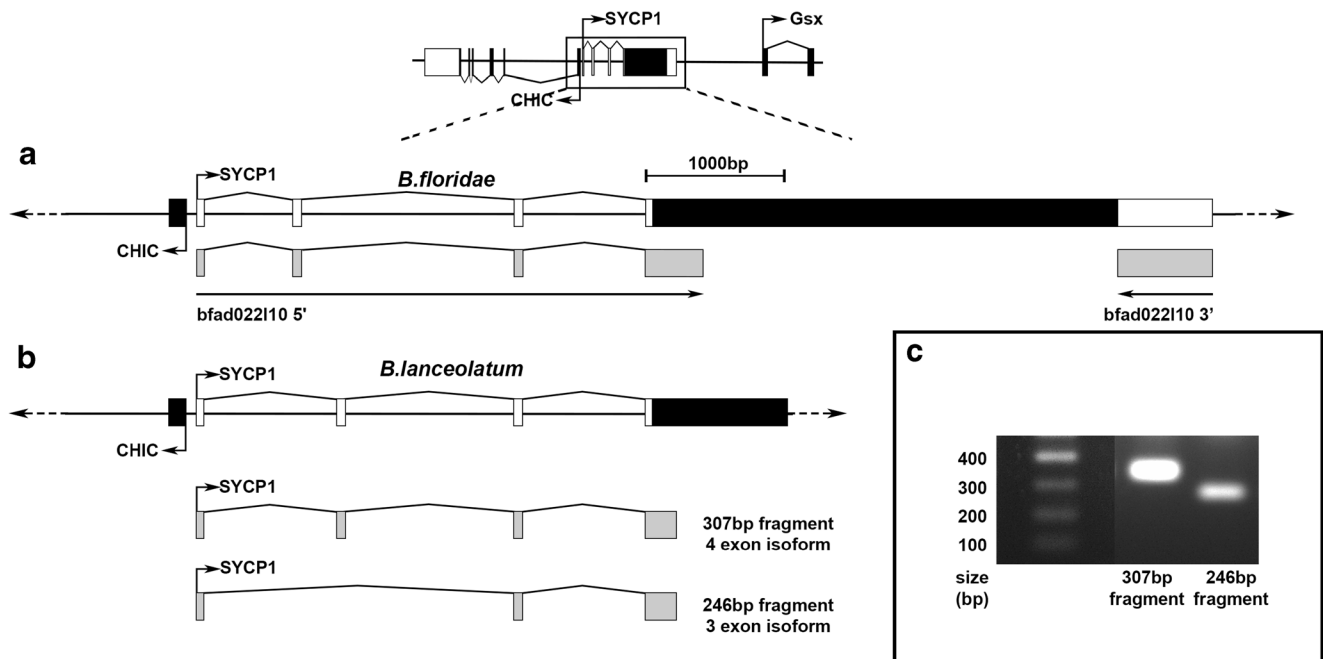 SYCP1
Gsx
CHIC
a
SYCP1
B.floridae
1000bp
CHIC
bfad022l10 5'
bfad022l10 3’
b
SYCP1
B.lanceolatum
CHIC
SYCP1
307bp fragment
4 exon isoform
SYCP1
246bp fragment
3 exon isoform
c
400
300
200
100
size
(bp)
307bp
fragment
246bp
fragment